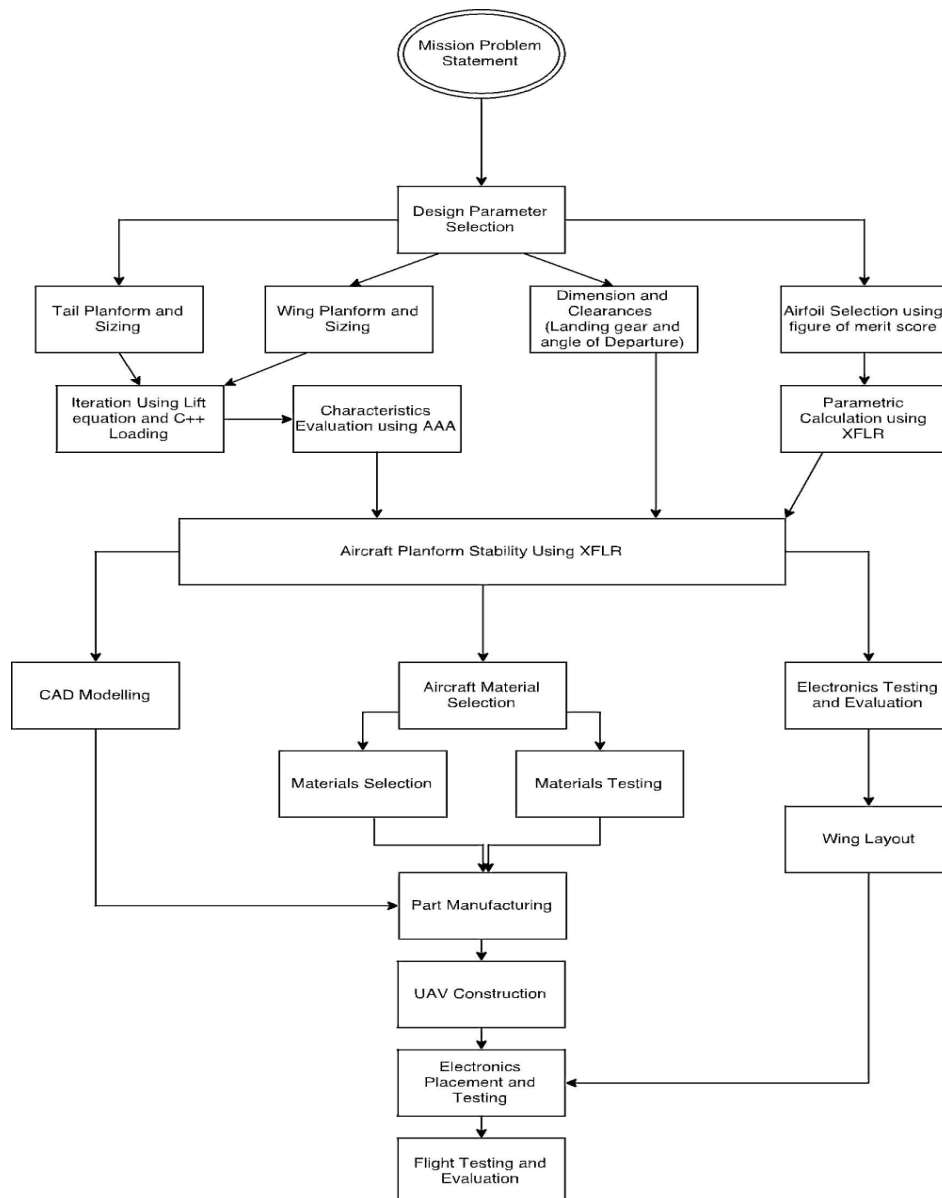 Mission Problem
Statement
Design Parameter
Selection
Tail Planform and
Sizing
Wing Planform and
Sizing
Dimension and
Clearances
(Landing gear and
angle of Departure)
Airfoil Selection using
figure of merit score
Iteration Using Lift
equation and C++
Loading
Characteristics
Evaluation using AAA
Parametric
Calculation using
XFLR
Aircraft Planform Stability Using XFLR
CAD Modelling
Aircraft Material
Selection
Electronics Testing
and Evaluation
Materials Selection
Materials Testing
Wing Layout
Part Manufacturing
UAV Construction
Electronics
Placement and
Testing
Flight Testing and
Evaluation